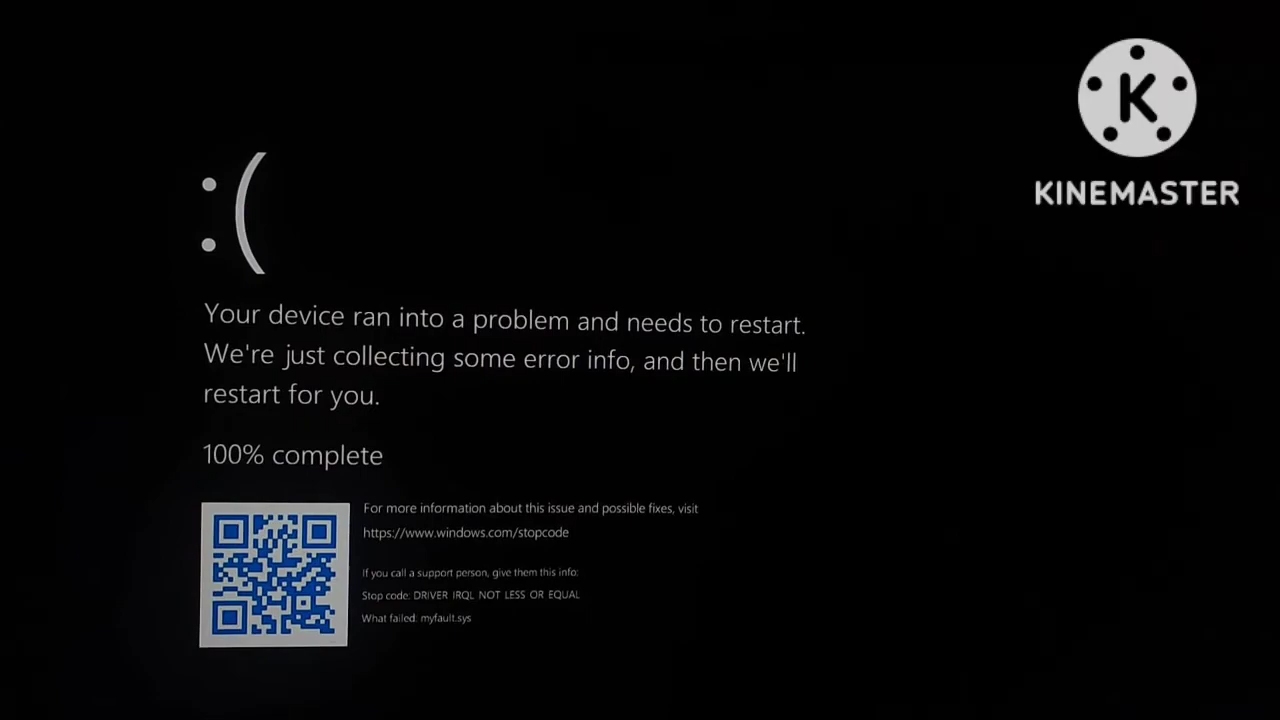 K
KINEMASTER
:(
Your device ran into a problem and needs to restart.
We're just collecting some error info, and then we'll
restart for you.
100% complete
For more information about this issue and possible fixes, visit
https://www.windows.com/stopcode
If you call a support person, give them this info:
Stop code: DRIVER IRQL NOT LESS OR EQUAL
What failed: myfault.sys